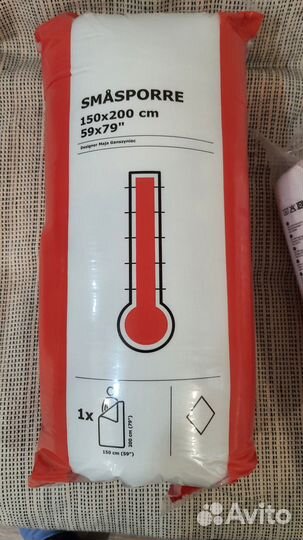 SMÅSPORRE
150x200 cm
59x79"
Designer Maja Ganszyniec
1x
200 cm (79")
150 cm (59")
Avito